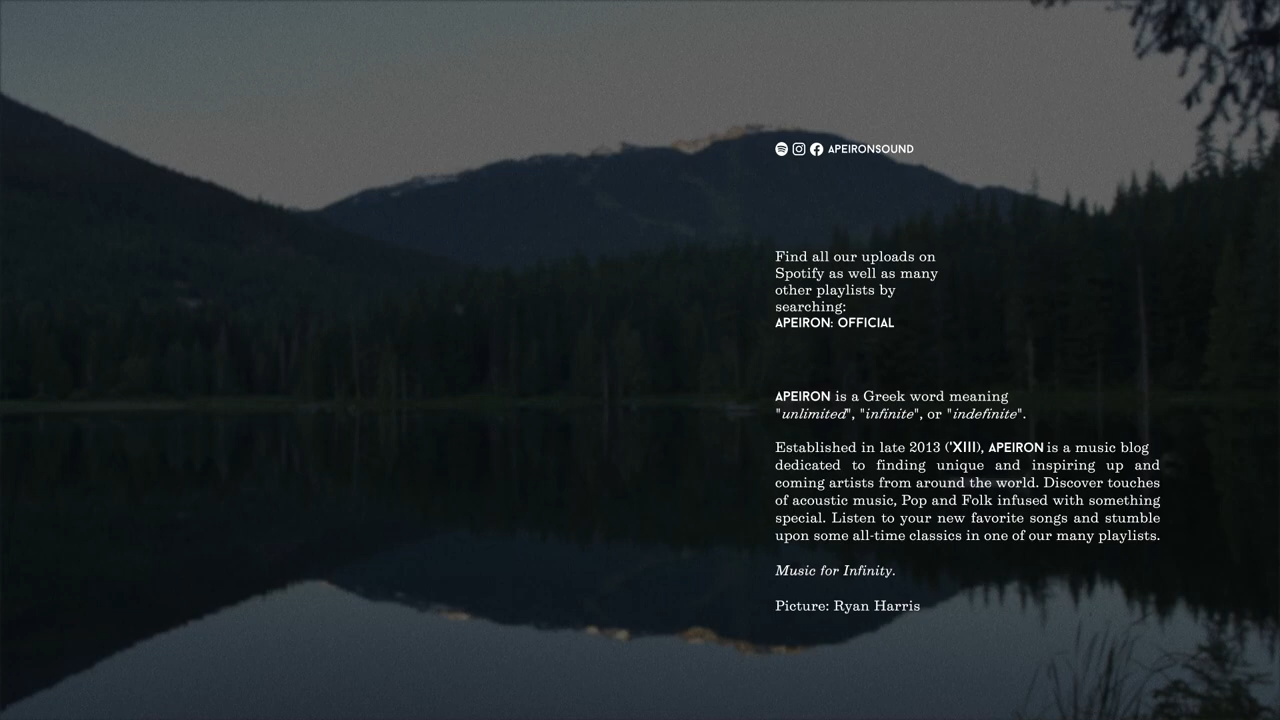 APEIRONSOUND
Find all our uploads on
Spotify as well as many
other playlists by
searching:
APEIRON: OFFICIAL
APEIRON is a Greek word meaning
"unlimited", "infinite", or "indefinite".
Established in late 2013 ('XIII), APEIRON is a music blog
dedicated to finding unique and inspiring up and
coming artists from around the world. Discover touches
of acoustic music, Pop and Folk infused with something
special. Listen to your new favorite songs and stumble
upon some all-time classics in one of our many playlists.
Music for Infinity.
Picture: Ryan Harris